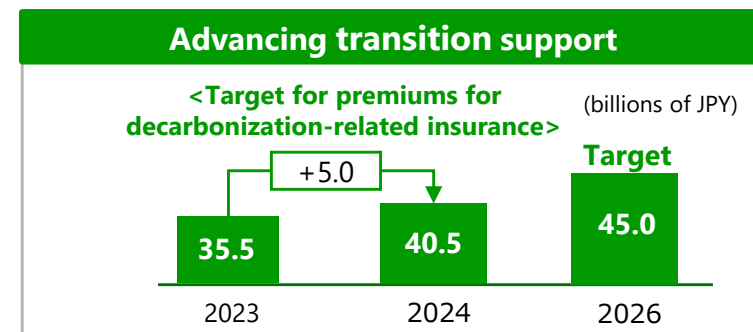 Advancing transition support
<Target for premiums for
decarbonization-related insurance>
(billions of JPY)
+5.0
Target
35.5
40.5
45.0
2023
2024
2026